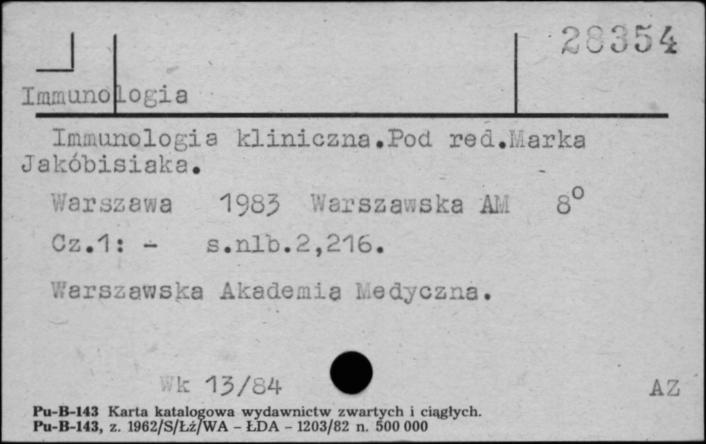 28354
Immunologia
Immunologia kliniczna.Pod red.Marka
Jakóbisiaka.
Warszawa 1983 Warszawska AM 8°
Cz.1: - s.nlb.2,216.
Warszawska Akademia Medyczna.
Wk 13/84
AZ
Pu-B-143 Karta katalogowa wydawnictw zwartych i ciągłych.
Pu-B-143, z. 1962/S/Łź/WA - ŁDA - 1203/82 n. 500 000